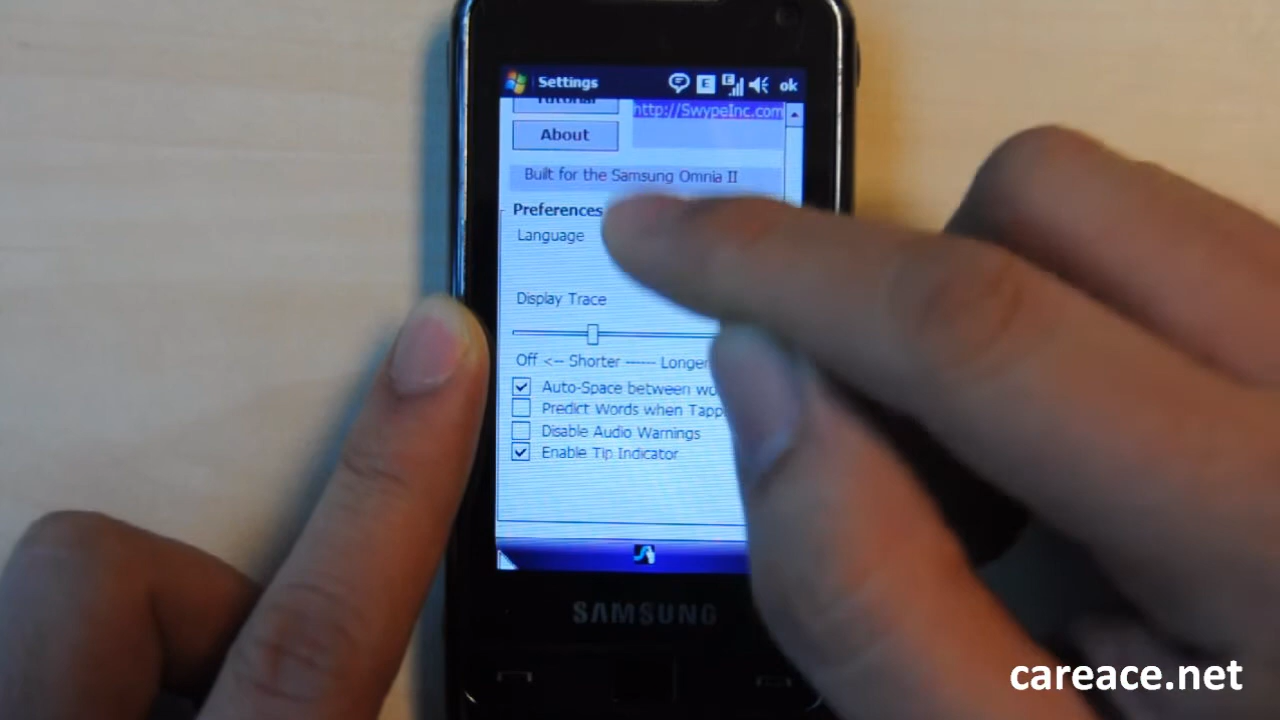 Settings E E ok
Tutorial
http://SwypeInc.com
About
Built for the Samsung Omnia II
Preferences
Language
Display Trace
Off <-- Shorter ------ Longer
Auto-Space between
Predict Words when
Disable Audio Warnings
Enable Tip Indicator
SAMSUNG
careace.net